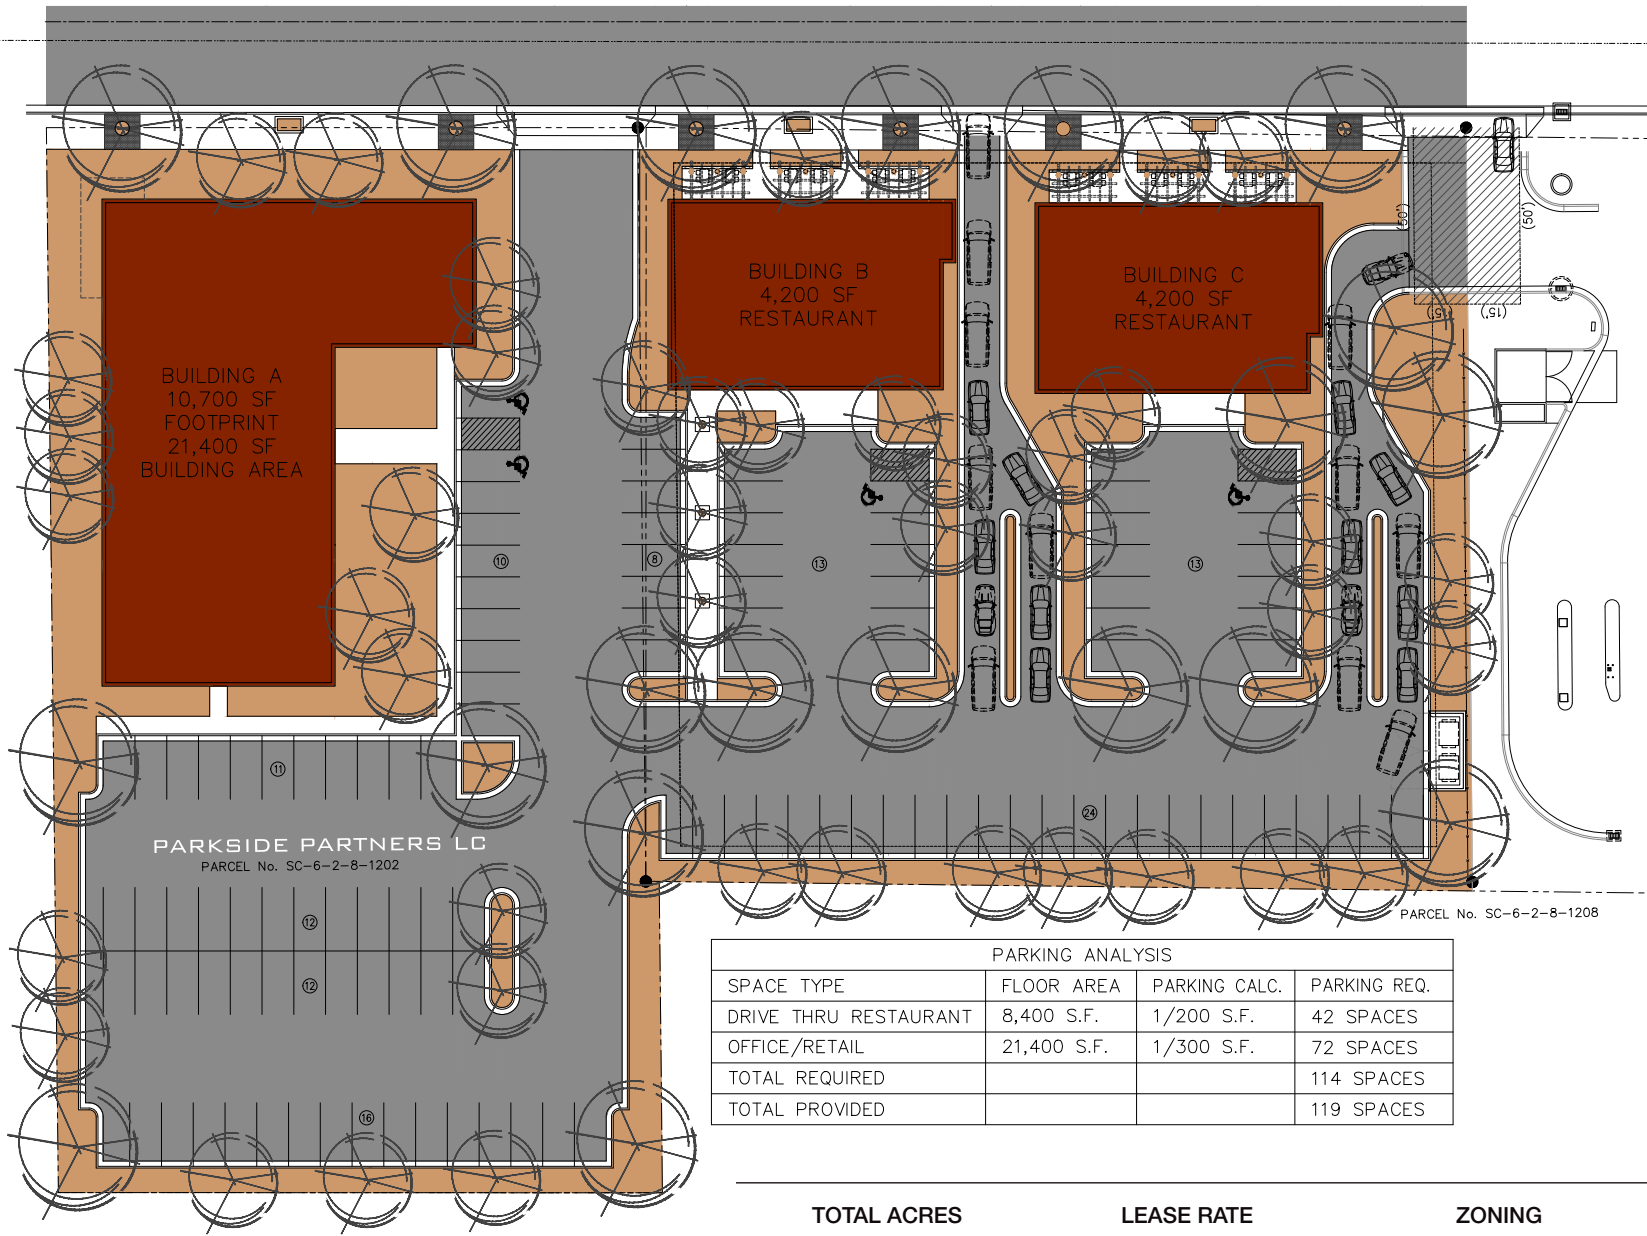 BUILDING A
10,700 SF
FOOTPRINT
21,400 SF
BUILDING AREA
BUILDING B
4,200 SF
RESTAURANT
BUILDING C
4,200 SF
RESTAURANT
(50')
(50')
(15')
(15')
10
8
13
13
11
24
12
12
16
PARKSIDE PARTNERS LC
PARCEL No. SC-6-2-8-1202
PARCEL No. SC-6-2-8-1208
PARKING ANALYSIS
SPACE TYPE FLOOR AREA PARKING CALC. PARKING REQ.
DRIVE THRU RESTAURANT 8,400 S.F. 1/200 S.F. 42 SPACES
OFFICE/RETAIL 21,400 S.F. 1/300 S.F. 72 SPACES
TOTAL REQUIRED 114 SPACES
TOTAL PROVIDED 119 SPACES
TOTAL ACRES LEASE RATE ZONING